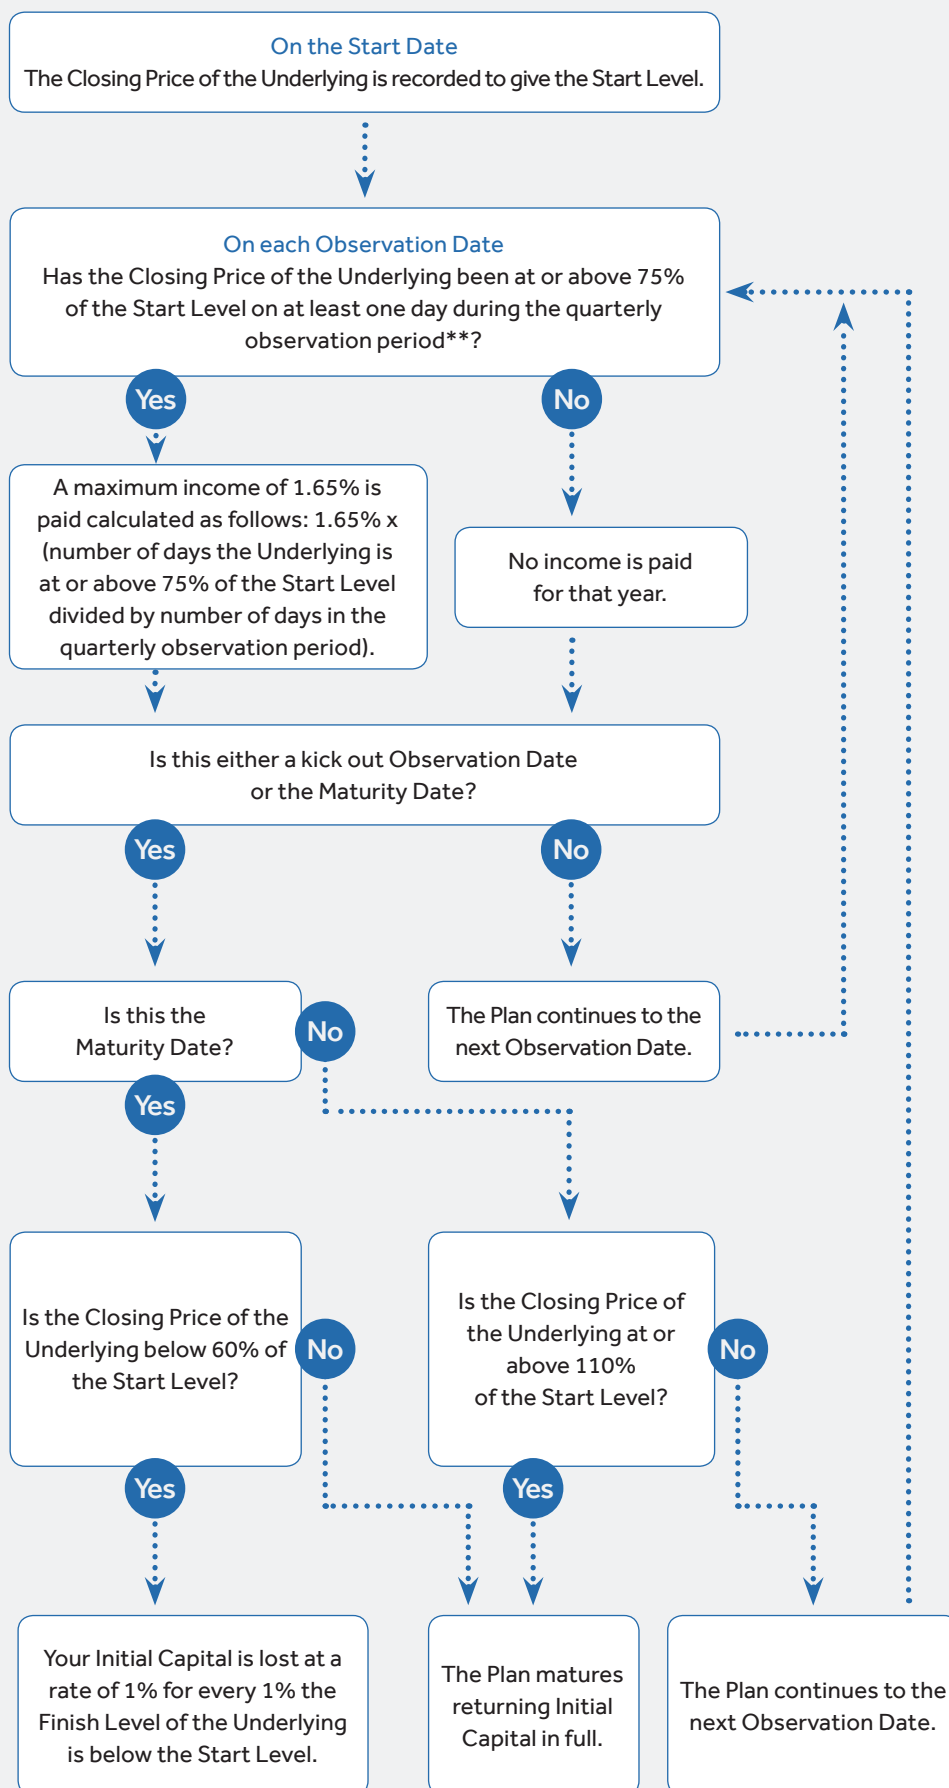 On the Start Date
The Closing Price of the Underlying is recorded to give the Start Level.
On each Observation Date
Has the Closing Price of the Underlying been at or above 75%
of the Start Level on at least one day during the quarterly
observation period**?
Yes
No
A maximum income of 1.65% is
paid calculated as follows: 1.65% x
(number of days the Underlying is
at or above 75% of the Start Level
divided by number of days in the
quarterly observation period).
No income is paid
for that year.
Is this either a kick out Observation Date
or the Maturity Date?
Yes
No
Is this the
Maturity Date?
No
Yes
The Plan continues to the
next Observation Date.
Is the Closing Price of the
Underlying below 60% of
the Start Level?
No
Yes
Is the Closing Price of
the Underlying at or
above 110%
of the Start Level?
No
Yes
Your Initial Capital is lost at a
rate of 1% for every 1% the
Finish Level of the Underlying
is below the Start Level.
The Plan matures
returning Initial
Capital in full.
The Plan continues to the
next Observation Date.